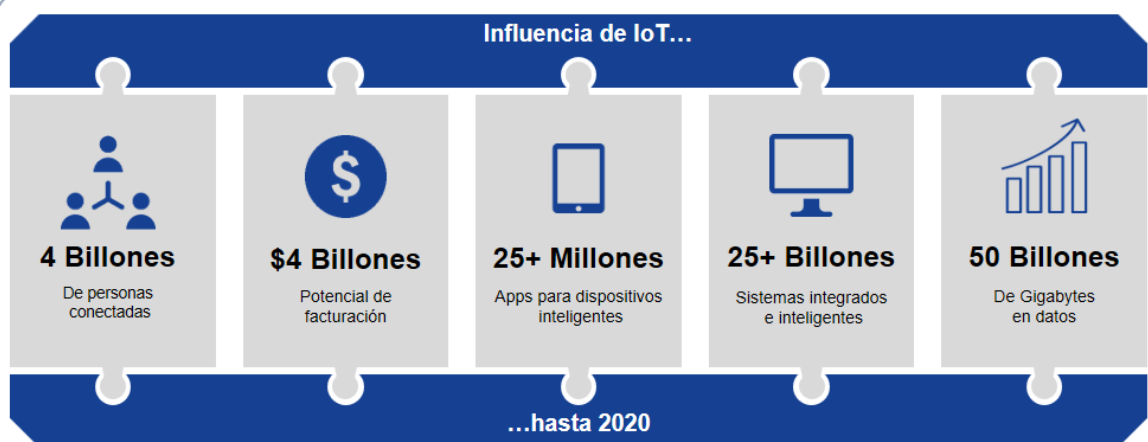 Influencia de IoT…
$
4 Billones
De personas
conectadas
$4 Billones
Potencial de
facturación
25+ Millones
Apps para dispositivos
inteligentes
25+ Billones
Sistemas integrados
e inteligentes
50 Billones
De Gigabytes
en datos
…hasta 2020